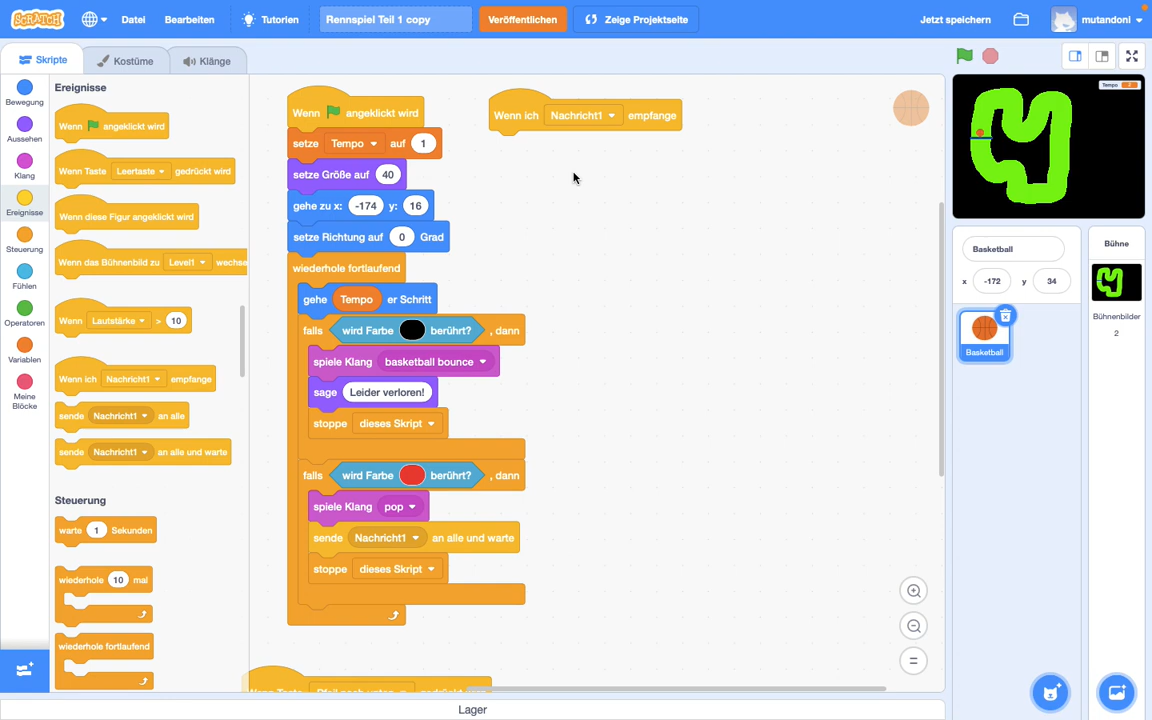 SCRATCH
Datei
Bearbeiten
Tutorien
Rennspiel Teil 1 copy
Veröffentlichen
Zeige Projektseite
Jetzt speichern
mutandoni
Skripte
Kostüme
Klänge
Bewegung
Aussehen
Klang
Ereignisse
Steuerung
Fühlen
Operatoren
Variablen
Meine
Blöcke
Ereignisse
Wenn angeklickt wird
Wenn Taste Leertaste gedrückt wird
Wenn diese Figur angeklickt wird
Wenn das Bühnenbild zu Level1 wechse
Wenn Lautstärke > 10
Wenn ich Nachricht1 empfange
sende Nachricht1 an alle
sende Nachricht1 an alle und warte
Steuerung
warte 1 Sekunden
wiederhole 10 mal
wiederhole fortlaufend
Wenn angeklickt wird
setze Tempo auf 1
setze Größe auf 40
gehe zu x: -174 y: 16
setze Richtung auf 0 Grad
wiederhole fortlaufend
gehe Tempo er Schritt
falls wird Farbe berührt? , dann
spiele Klang basketball bounce
sage Leider verloren!
stoppe dieses Skript
falls wird Farbe berührt? , dann
spiele Klang pop
sende Nachricht1 an alle und warte
stoppe dieses Skript
Wenn ich Nachricht1 empfange
Tempo
Basketball
x -172 y 34
Basketball
Bühne
Bühnenbilder
2
Lager